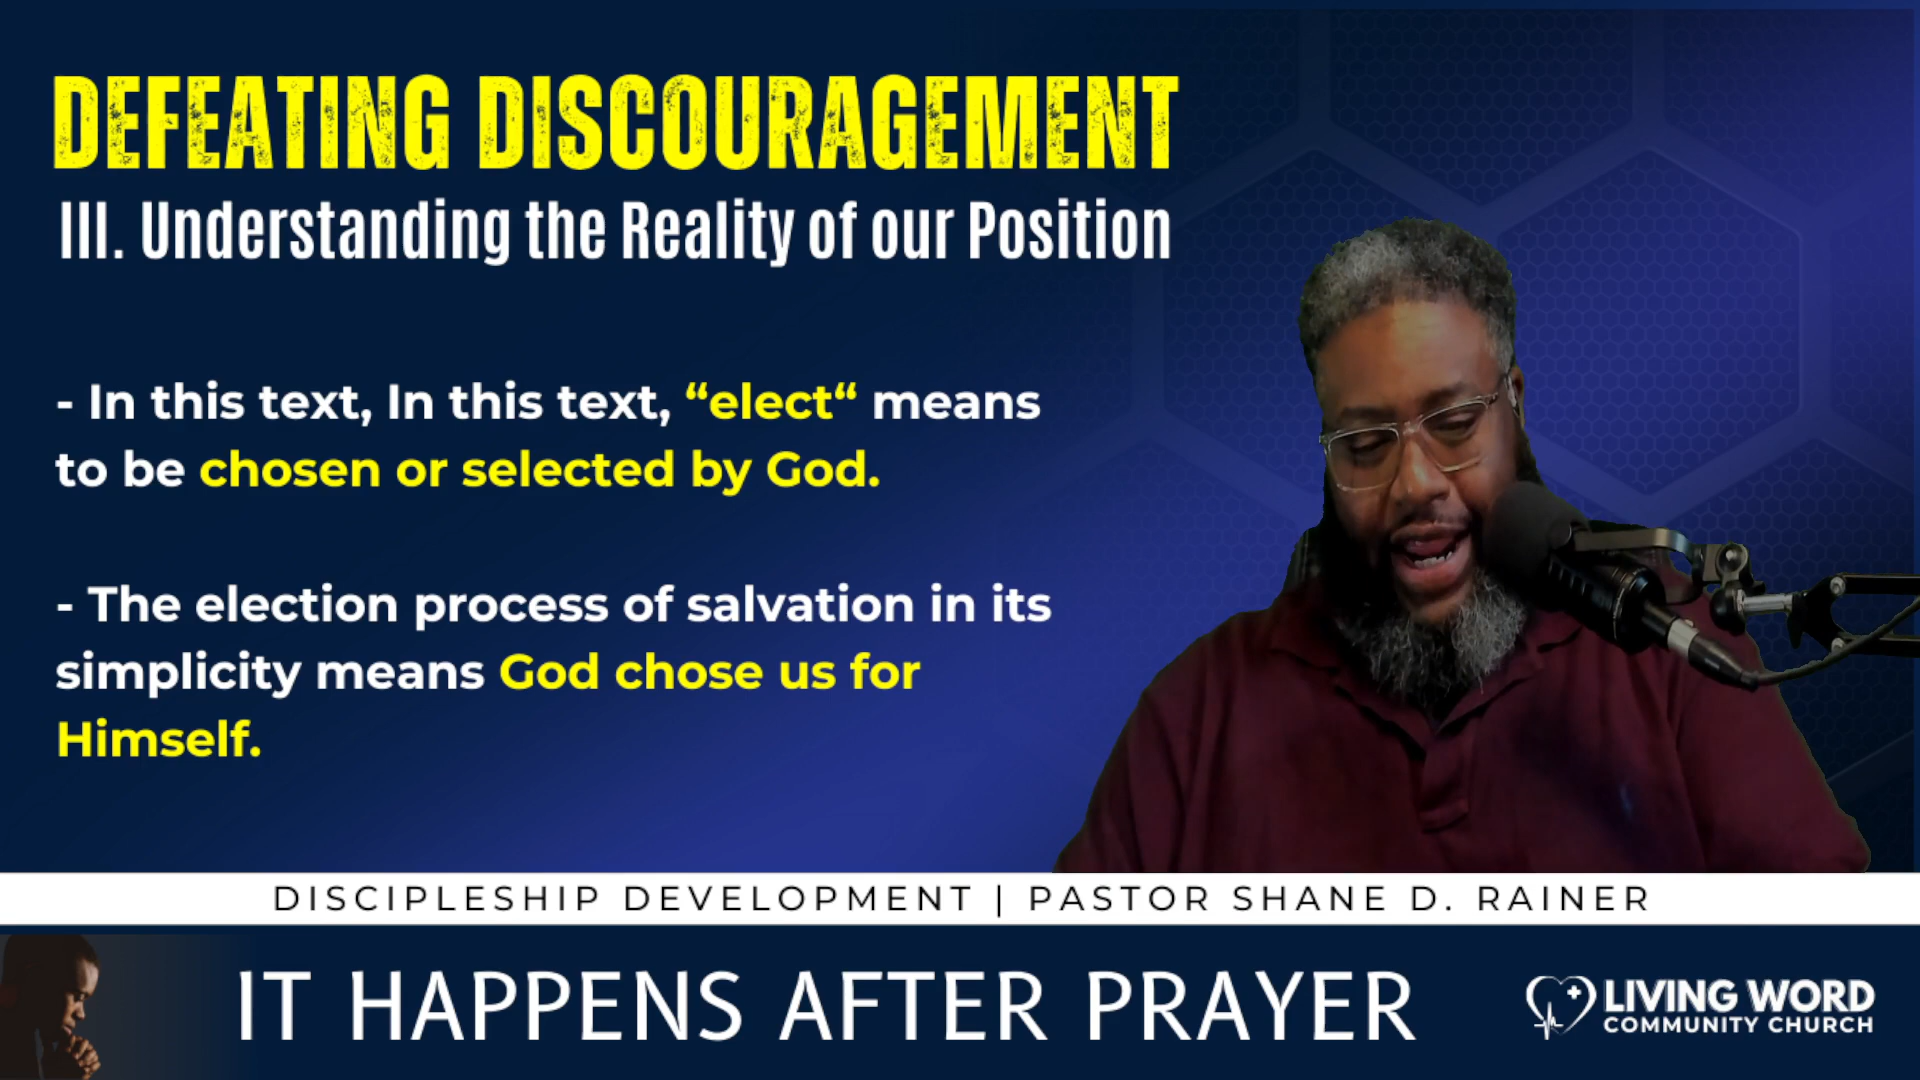 DEFEATING DISCOURAGEMENT
III. Understanding the Reality of our Position
- In this text, In this text, “elect“ means
to be chosen or selected by God.
- The election process of salvation in its
simplicity means God chose us for
Himself.
DISCIPLESHIP DEVELOPMENT | PASTOR SHANE D. RAINER
IT HAPPENS AFTER PRAYER
LIVING WORD
COMMUNITY CHURCH